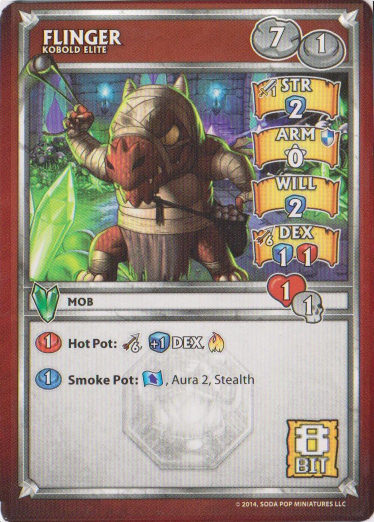 FLINGER
KOBOLD ELITE
7 1
1 STR
2
ARM
0
WILL
2
6 DEX
1 1
1
1
MOB
1 Hot Pot: 6, +1 DEX,
1 Smoke Pot: , Aura 2, Stealth
8
BIT
© 2014, SODA POP MINIATURES LLC